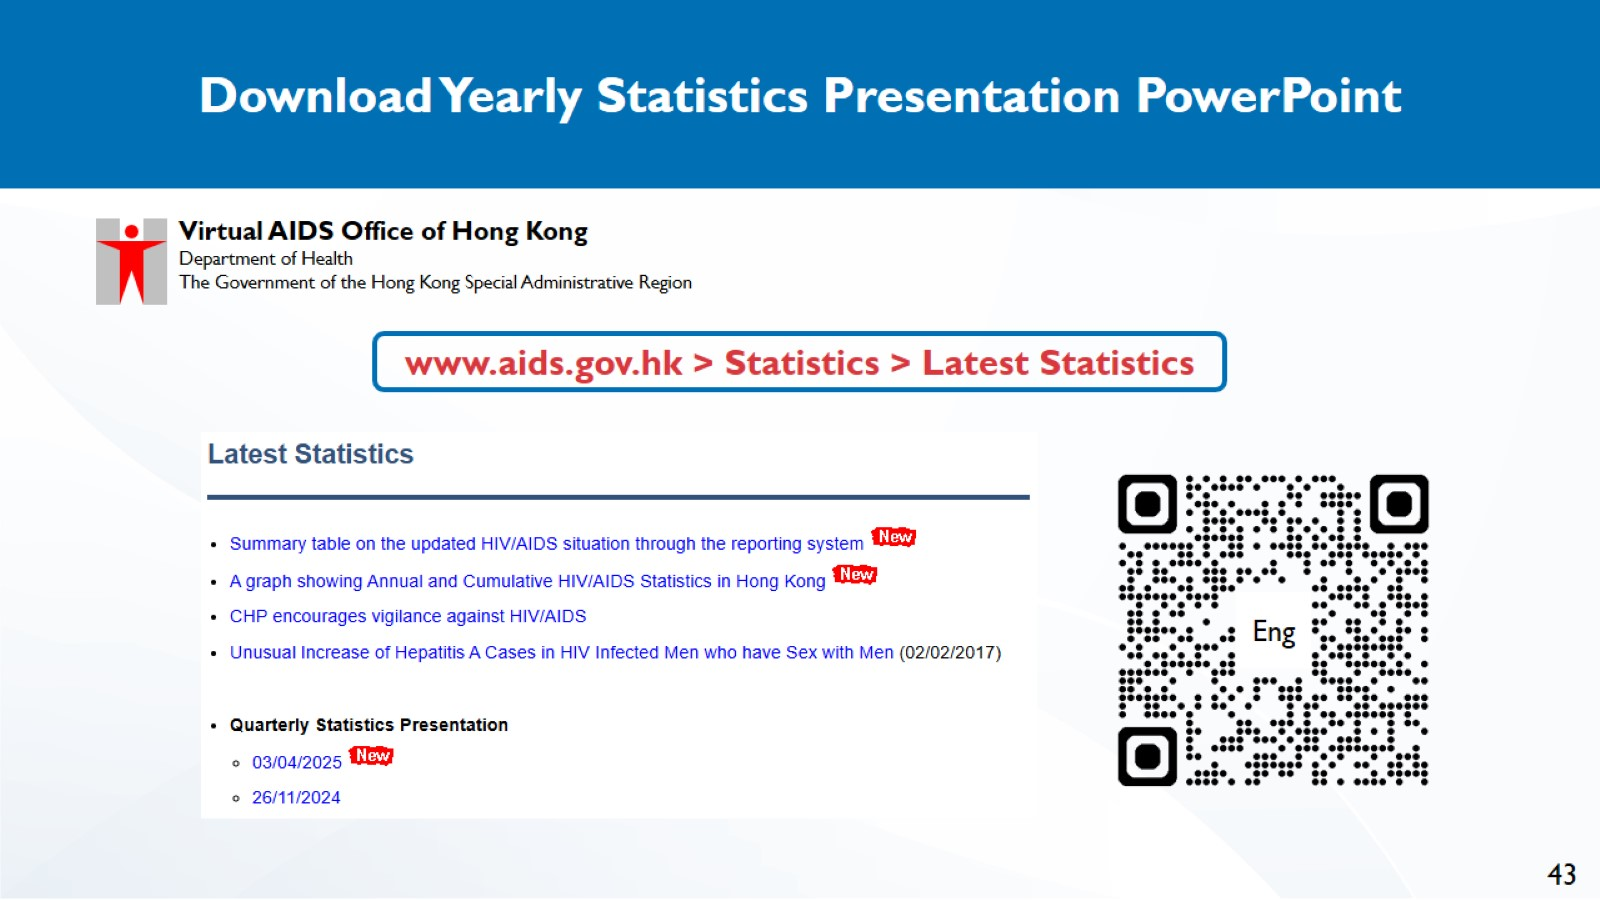 Download Yearly Statistics Presentation PowerPoint
Virtual AIDS Office of Hong Kong
Department of Health
The Government of the Hong Kong Special Administrative Region
www.aids.gov.hk > Statistics > Latest Statistics
Latest Statistics
• Summary table on the updated HIV/AIDS situation through the reporting system New
• A graph showing Annual and Cumulative HIV/AIDS Statistics in Hong Kong New
• CHP encourages vigilance against HIV/AIDS
• Unusual Increase of Hepatitis A Cases in HIV Infected Men who have Sex with Men (02/02/2017)
• Quarterly Statistics Presentation
◦ 03/04/2025 New
◦ 26/11/2024
Eng
43